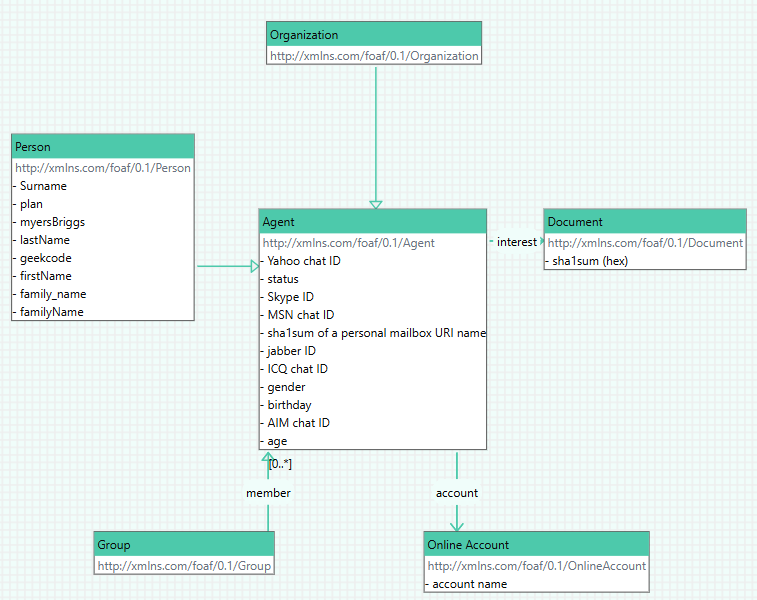 Organization
http://xmlns.com/foaf/0.1/Organization
Person
http://xmlns.com/foaf/0.1/Person
- Surname
- plan
- myersBriggs
- lastName
- geekcode
- firstName
- family_name
- familyName
Agent
http://xmlns.com/foaf/0.1/Agent
- Yahoo chat ID
- status
- Skype ID
- MSN chat ID
- sha1sum of a personal mailbox URI name
- jabber ID
- ICQ chat ID
- gender
- birthday
- AIM chat ID
- age
interest
Document
http://xmlns.com/foaf/0.1/Document
- sha1sum (hex)
[0..*]
member
account
Group
http://xmlns.com/foaf/0.1/Group
Online Account
http://xmlns.com/foaf/0.1/OnlineAccount
- account name